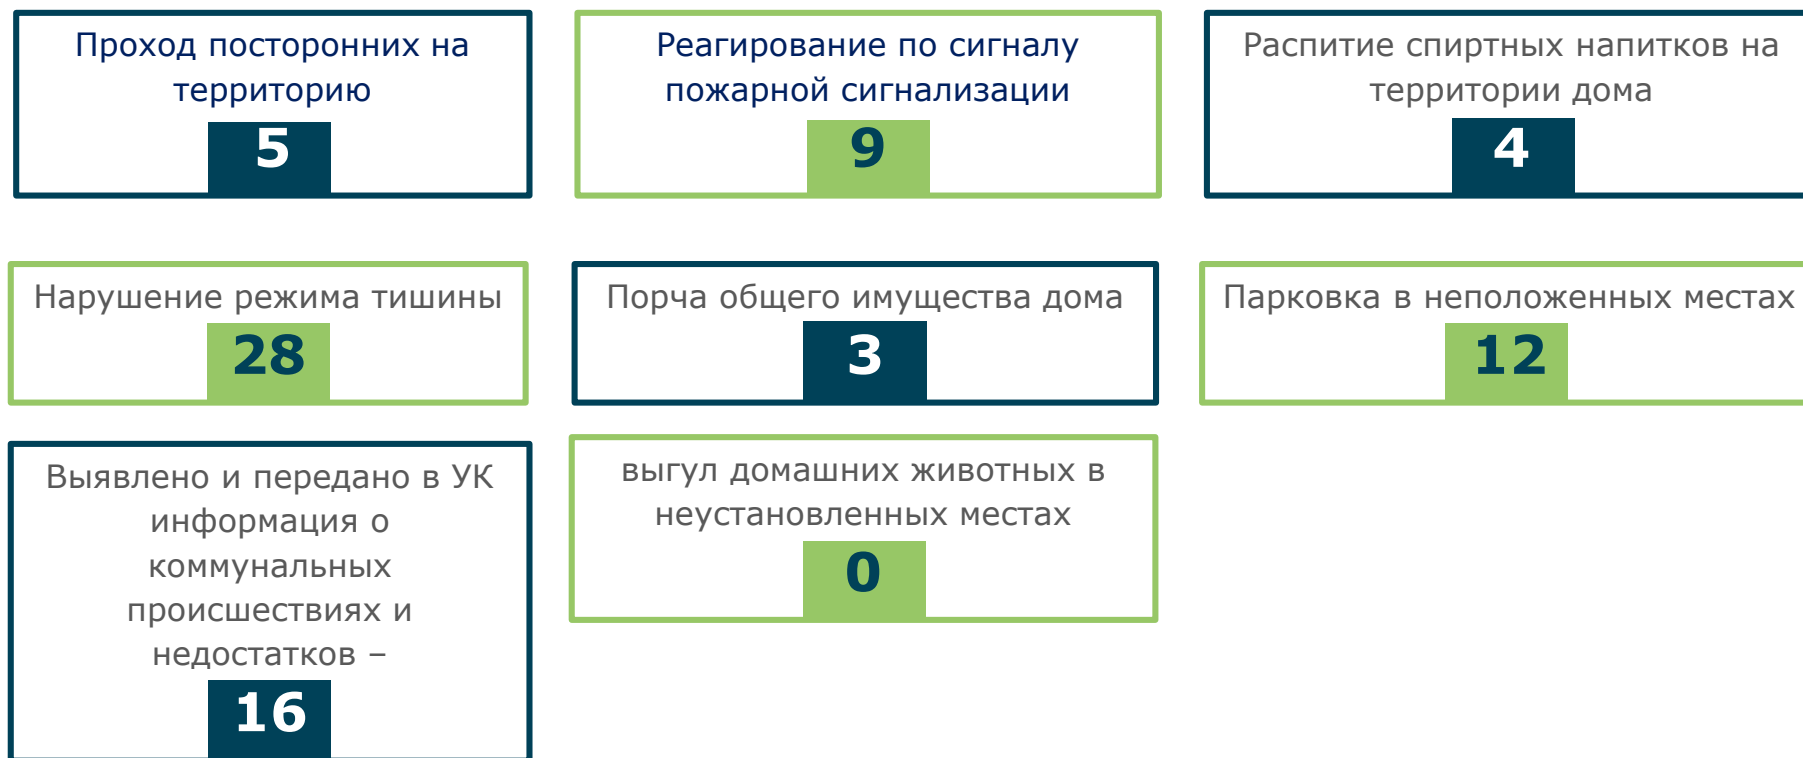 Проход посторонних на
территорию
5
Реагирование по сигналу
пожарной сигнализации
9
Распитие спиртных напитков на
территории дома
4
Нарушение режима тишины
28
Порча общего имущества дома
3
Парковка в неположенных местах
12
Выявлено и передано в УК
информация о
коммунальных
происшествиях и
недостатков –
16
выгул домашних животных в
неустановленных местах
0